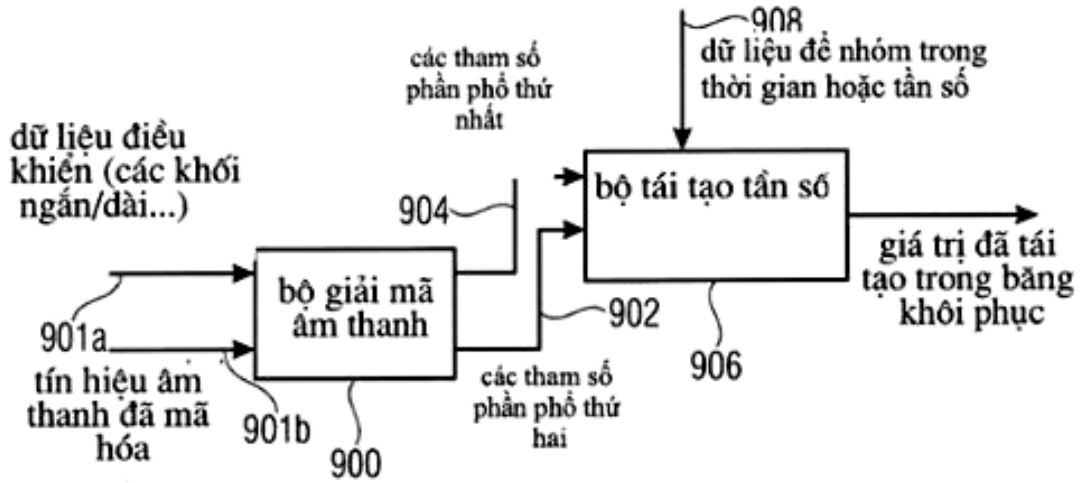 908
các tham số
phần phổ thứ
nhất
dữ liệu để nhóm trong
thời gian hoặc tần số
dữ liệu điều
khiển (các khối
ngắn/dài...)
904
bộ tái tạo tần số
giá trị đã tái
tạo trong băng
khôi phục
bộ giải mã
âm thanh
902
906
901a
tín hiệu âm
thanh đã mã
hóa
901b
900
các tham số
phần phổ thứ
hai